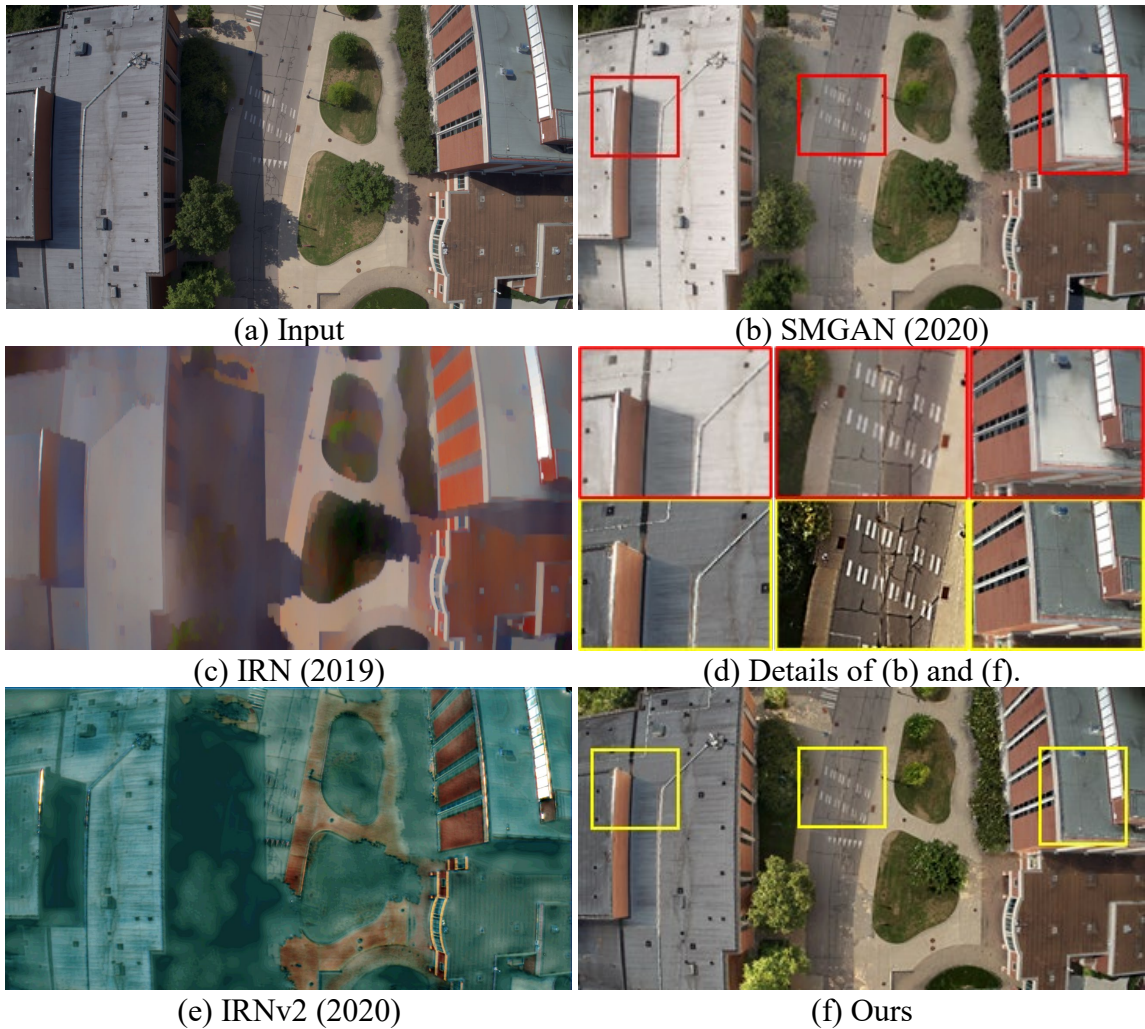 (a) Input
(b) SMGAN (2020)
(c) IRN (2019)
(d) Details of (b) and (f).
(e) IRNv2 (2020)
(f) Ours